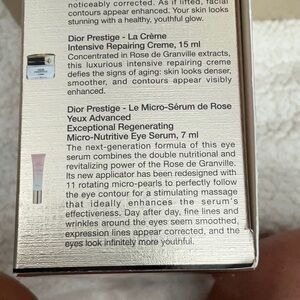 noticeably corrected. As if lifted, facial
contours appear enhanced. Your skin looks
stunning with a healthy, youthful glow.
Dior Prestige - La Crème
Intensive Repairing Creme, 15 ml
Concentrated in Rose de Granville extracts,
this luxurious intensive repairing creme
defies the signs of aging: skin looks denser,
smoother, and contours appear visibly
enhanced.
Dior Prestige - Le Micro-Sérum de Rose
Yeux Advanced
Exceptional Regenerating
Micro-Nutritive Eye Serum, 7 ml
The next-generation formula of this eye
serum combines the double nutritional and
revitalizing power of the Rose de Granville.
Its new applicator has been redesigned with
11 rotating micro-pearls to perfectly follow
the eye contour for a stimulating massage
that ideally enhances the serum's
effectiveness. Day after day, fine lines and
wrinkles around the eyes seem smoothed,
expression lines appear corrected, and the
eyes look infinitely more youthful.